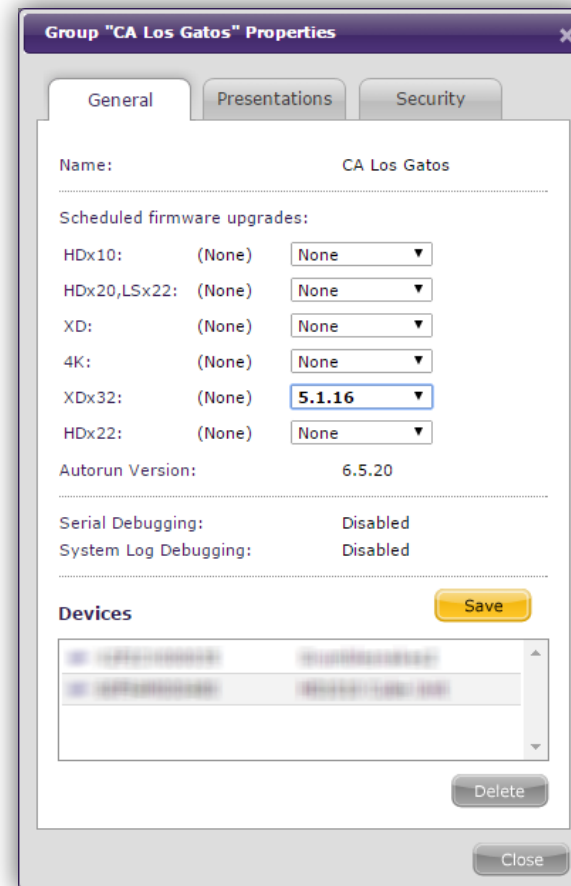 Group "CA Los Gatos" Properties
General Presentations Security
Name: CA Los Gatos
Scheduled firmware upgrades:
HDx10: (None) None
HDx20,LSx22: (None) None
XD: (None) None
4K: (None) None
XDx32: (None) 5.1.16
HDx22: (None) None
Autorun Version: 6.5.20
Serial Debugging: Disabled
System Log Debugging: Disabled
Devices Save
Delete
Close